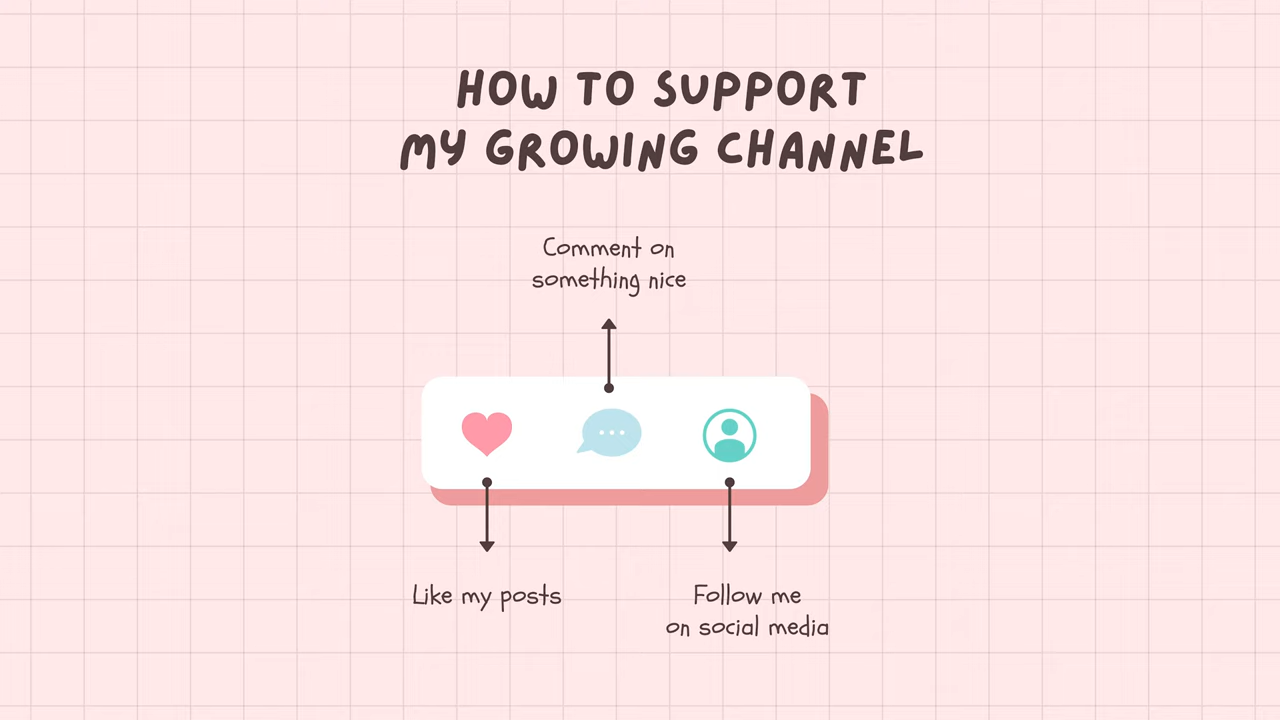 HOW TO SUPPORT
MY GROWING CHANNEL
Comment on
something nice
Like my posts
Follow me
on social media